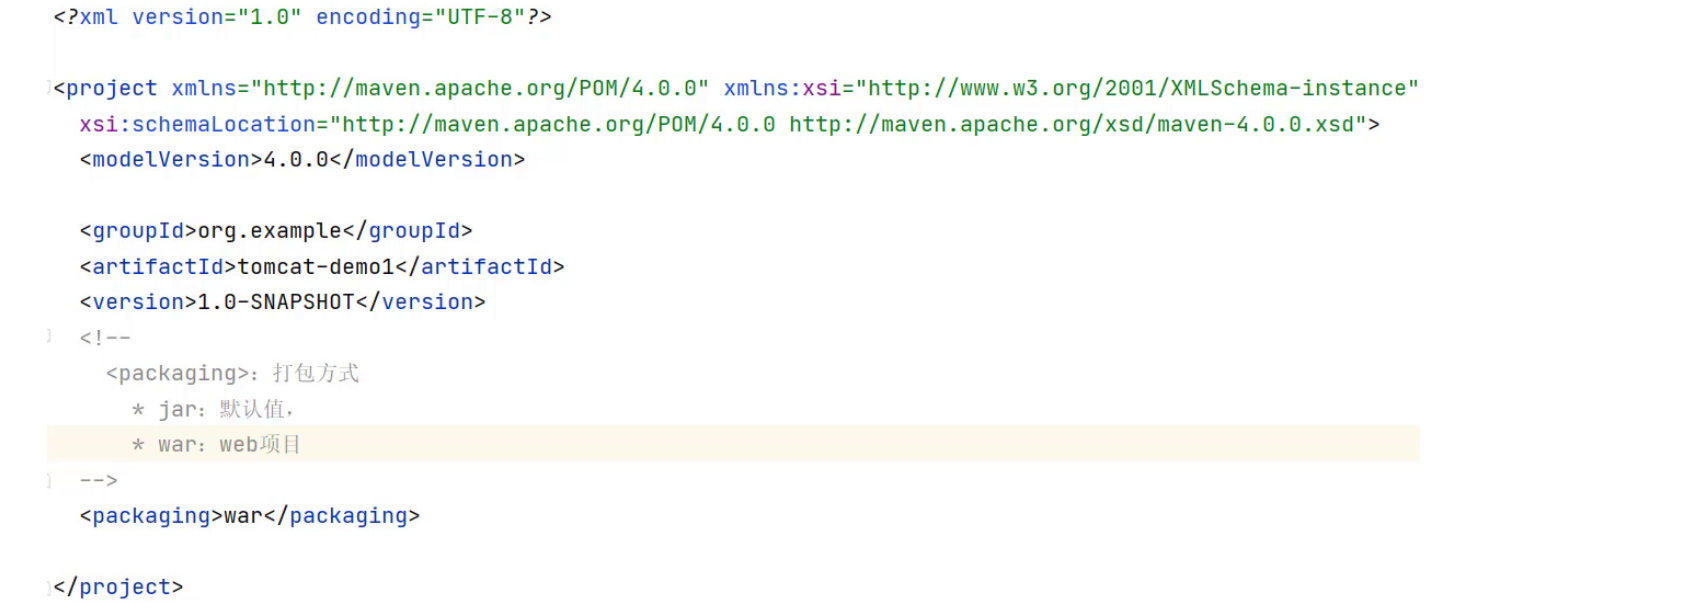 <?xml version="1.0" encoding="UTF-8"?>
<project xmlns="http://maven.apache.org/POM/4.0.0" xmlns:xsi="http://www.w3.org/2001/XMLSchema-instance"
xsi:schemaLocation="http://maven.apache.org/POM/4.0.0 http://maven.apache.org/xsd/maven-4.0.0.xsd">
<modelVersion>4.0.0</modelVersion>
<groupId>org.example</groupId>
<artifactId>tomcat-demo1</artifactId>
<version>1.0-SNAPSHOT</version>
<!--
<packaging>：打包方式
* jar：默认值，
* war：web项目
-->
<packaging>war</packaging>
</project>